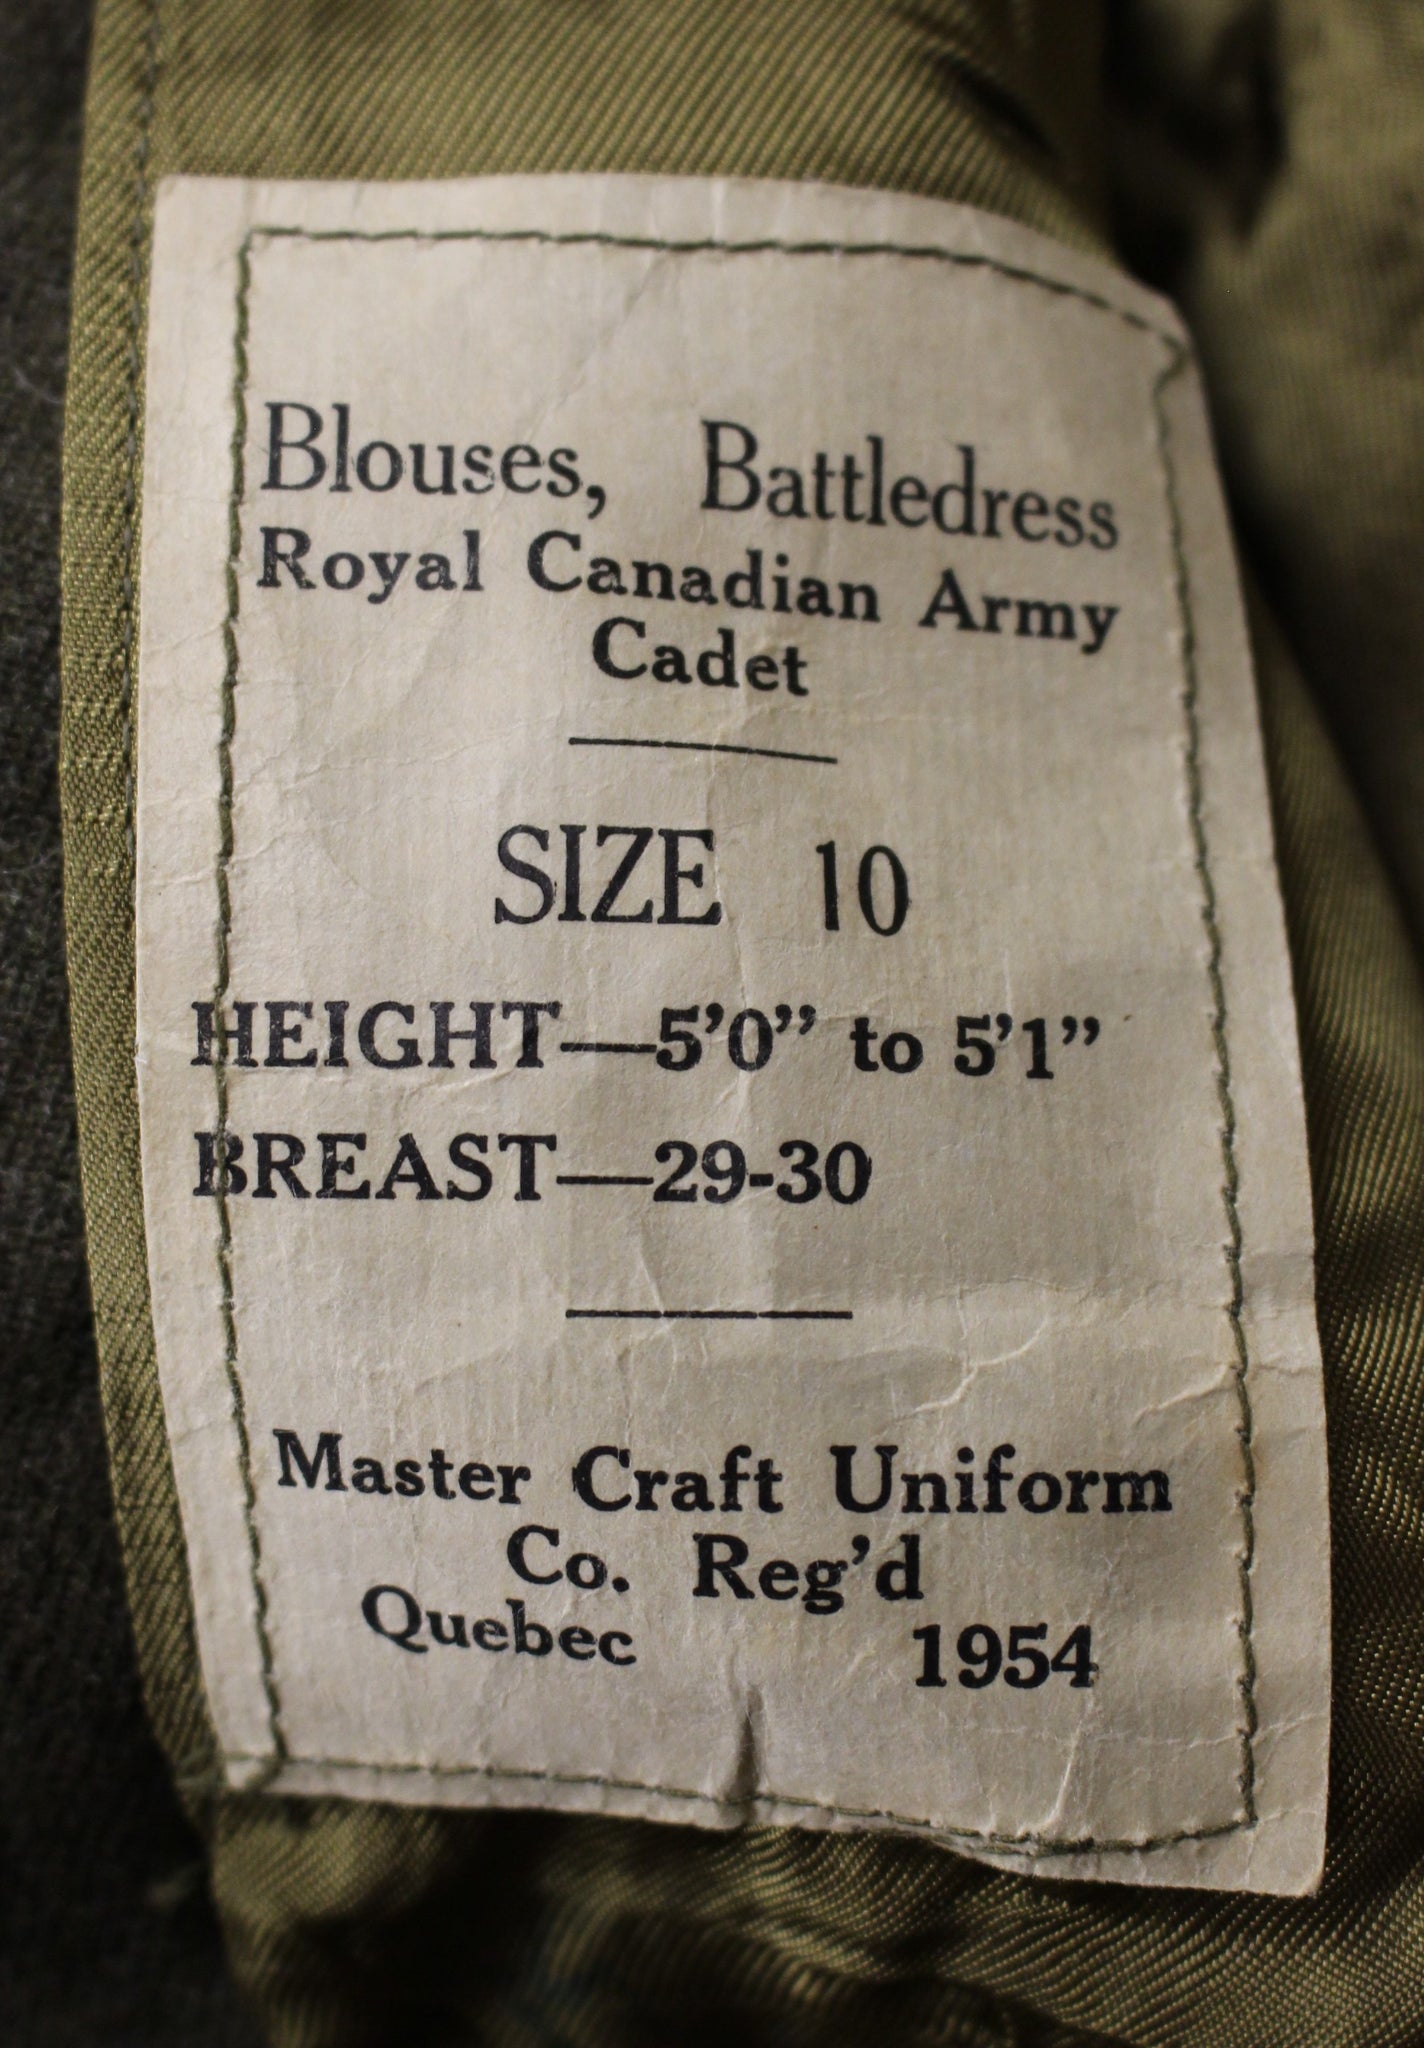 Blouses, Battledress
Royal Canadian Army
Cadet
SIZE 10
HEIGHT—5’0” to 5’1”
BREAST—29-30
Master Craft Uniform
Co. Reg’d
Quebec 1954